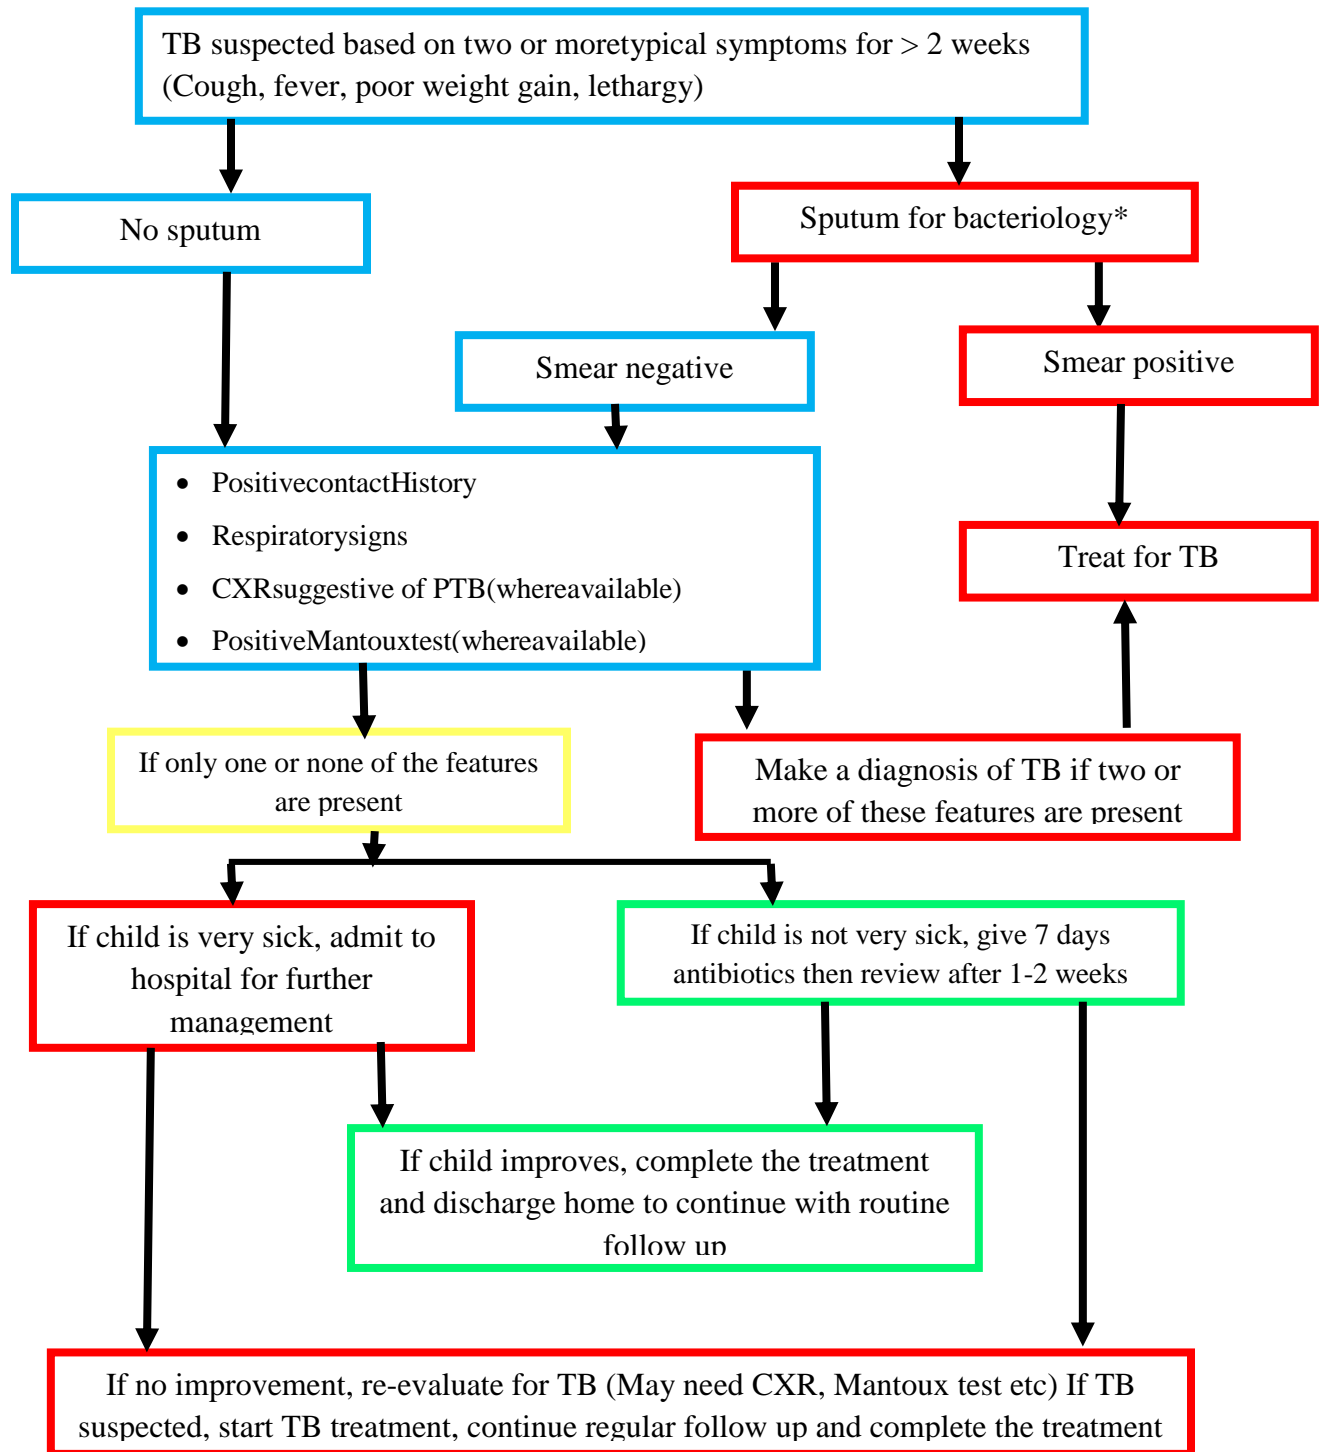 TB suspected based on two or moretypical symptoms for > 2 weeks
(Cough, fever, poor weight gain, lethargy)
No sputum
Sputum for bacteriology*
Smear negative
Smear positive
• PositivecontactHistory
• Respiratorysigns
• CXRsuggestive of PTB(whereavailable)
• PositiveMantouxtest(whereavailable)
Treat for TB
If only one or none of the features
are present
Make a diagnosis of TB if two or
more of these features are present
If child is very sick, admit to
hospital for further
management
If child is not very sick, give 7 days
antibiotics then review after 1-2 weeks
If child improves, complete the treatment
and discharge home to continue with routine
follow up
If no improvement, re-evaluate for TB (May need CXR, Mantoux test etc) If TB
suspected, start TB treatment, continue regular follow up and complete the treatment